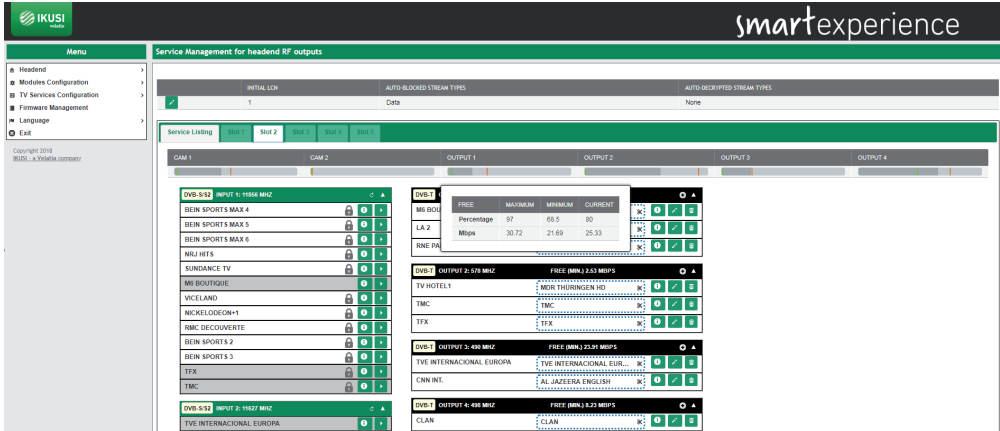 IKUSI
velatia
smartexperience
Menu
Headend
Modules Configuration
TV Services Configuration
Firmware Management
Language
Exit
Copyright 2018
IKUSI - a Velatia company
Service Management for headend RF outputs
INITIAL LCN AUTO-BLOCKED STREAM TYPES AUTO-DECRYPTED STREAM TYPES
1 Data None
Service Listing Slot 1 Slot 2 Slot 3 Slot 4 Slot 5
CAM 1 CAM 2 OUTPUT 1 OUTPUT 2 OUTPUT 3 OUTPUT 4
DVB-S/S2 INPUT 1: 11856 MHZ
BEIN SPORTS MAX 4
BEIN SPORTS MAX 5
BEIN SPORTS MAX 6
NRJ HITS
SUNDANCE TV
M6 BOUTIQUE
VICELAND
NICKELODEON+1
RMC DECOUVERTE
BEIN SPORTS 2
BEIN SPORTS 3
TFX
TMC
DVB-S/S2 INPUT 2: 11627 MHZ
TVE INTERNACIONAL EUROPA
DVB-T
M6 BOU
LA 2
RNE PA
FREE MAXIMUM MINIMUM CURRENT
Percentage 97 68.5 80
Mbps 30.72 21.69 25.33
DVB-T OUTPUT 2: 578 MHZ FREE (MIN.) 2.53 MBPS
TV HOTEL1 MDR THÜRINGEN HD
TMC TMC
TFX TFX
DVB-T OUTPUT 3: 490 MHZ FREE (MIN.) 23.91 MBPS
TVE INTERNACIONAL EUROPA TVE INTERNACIONAL EUR...
CNN INT. AL JAZEERA ENGLISH
DVB-T OUTPUT 4: 498 MHZ FREE (MIN.) 8.23 MBPS
CLAN CLAN